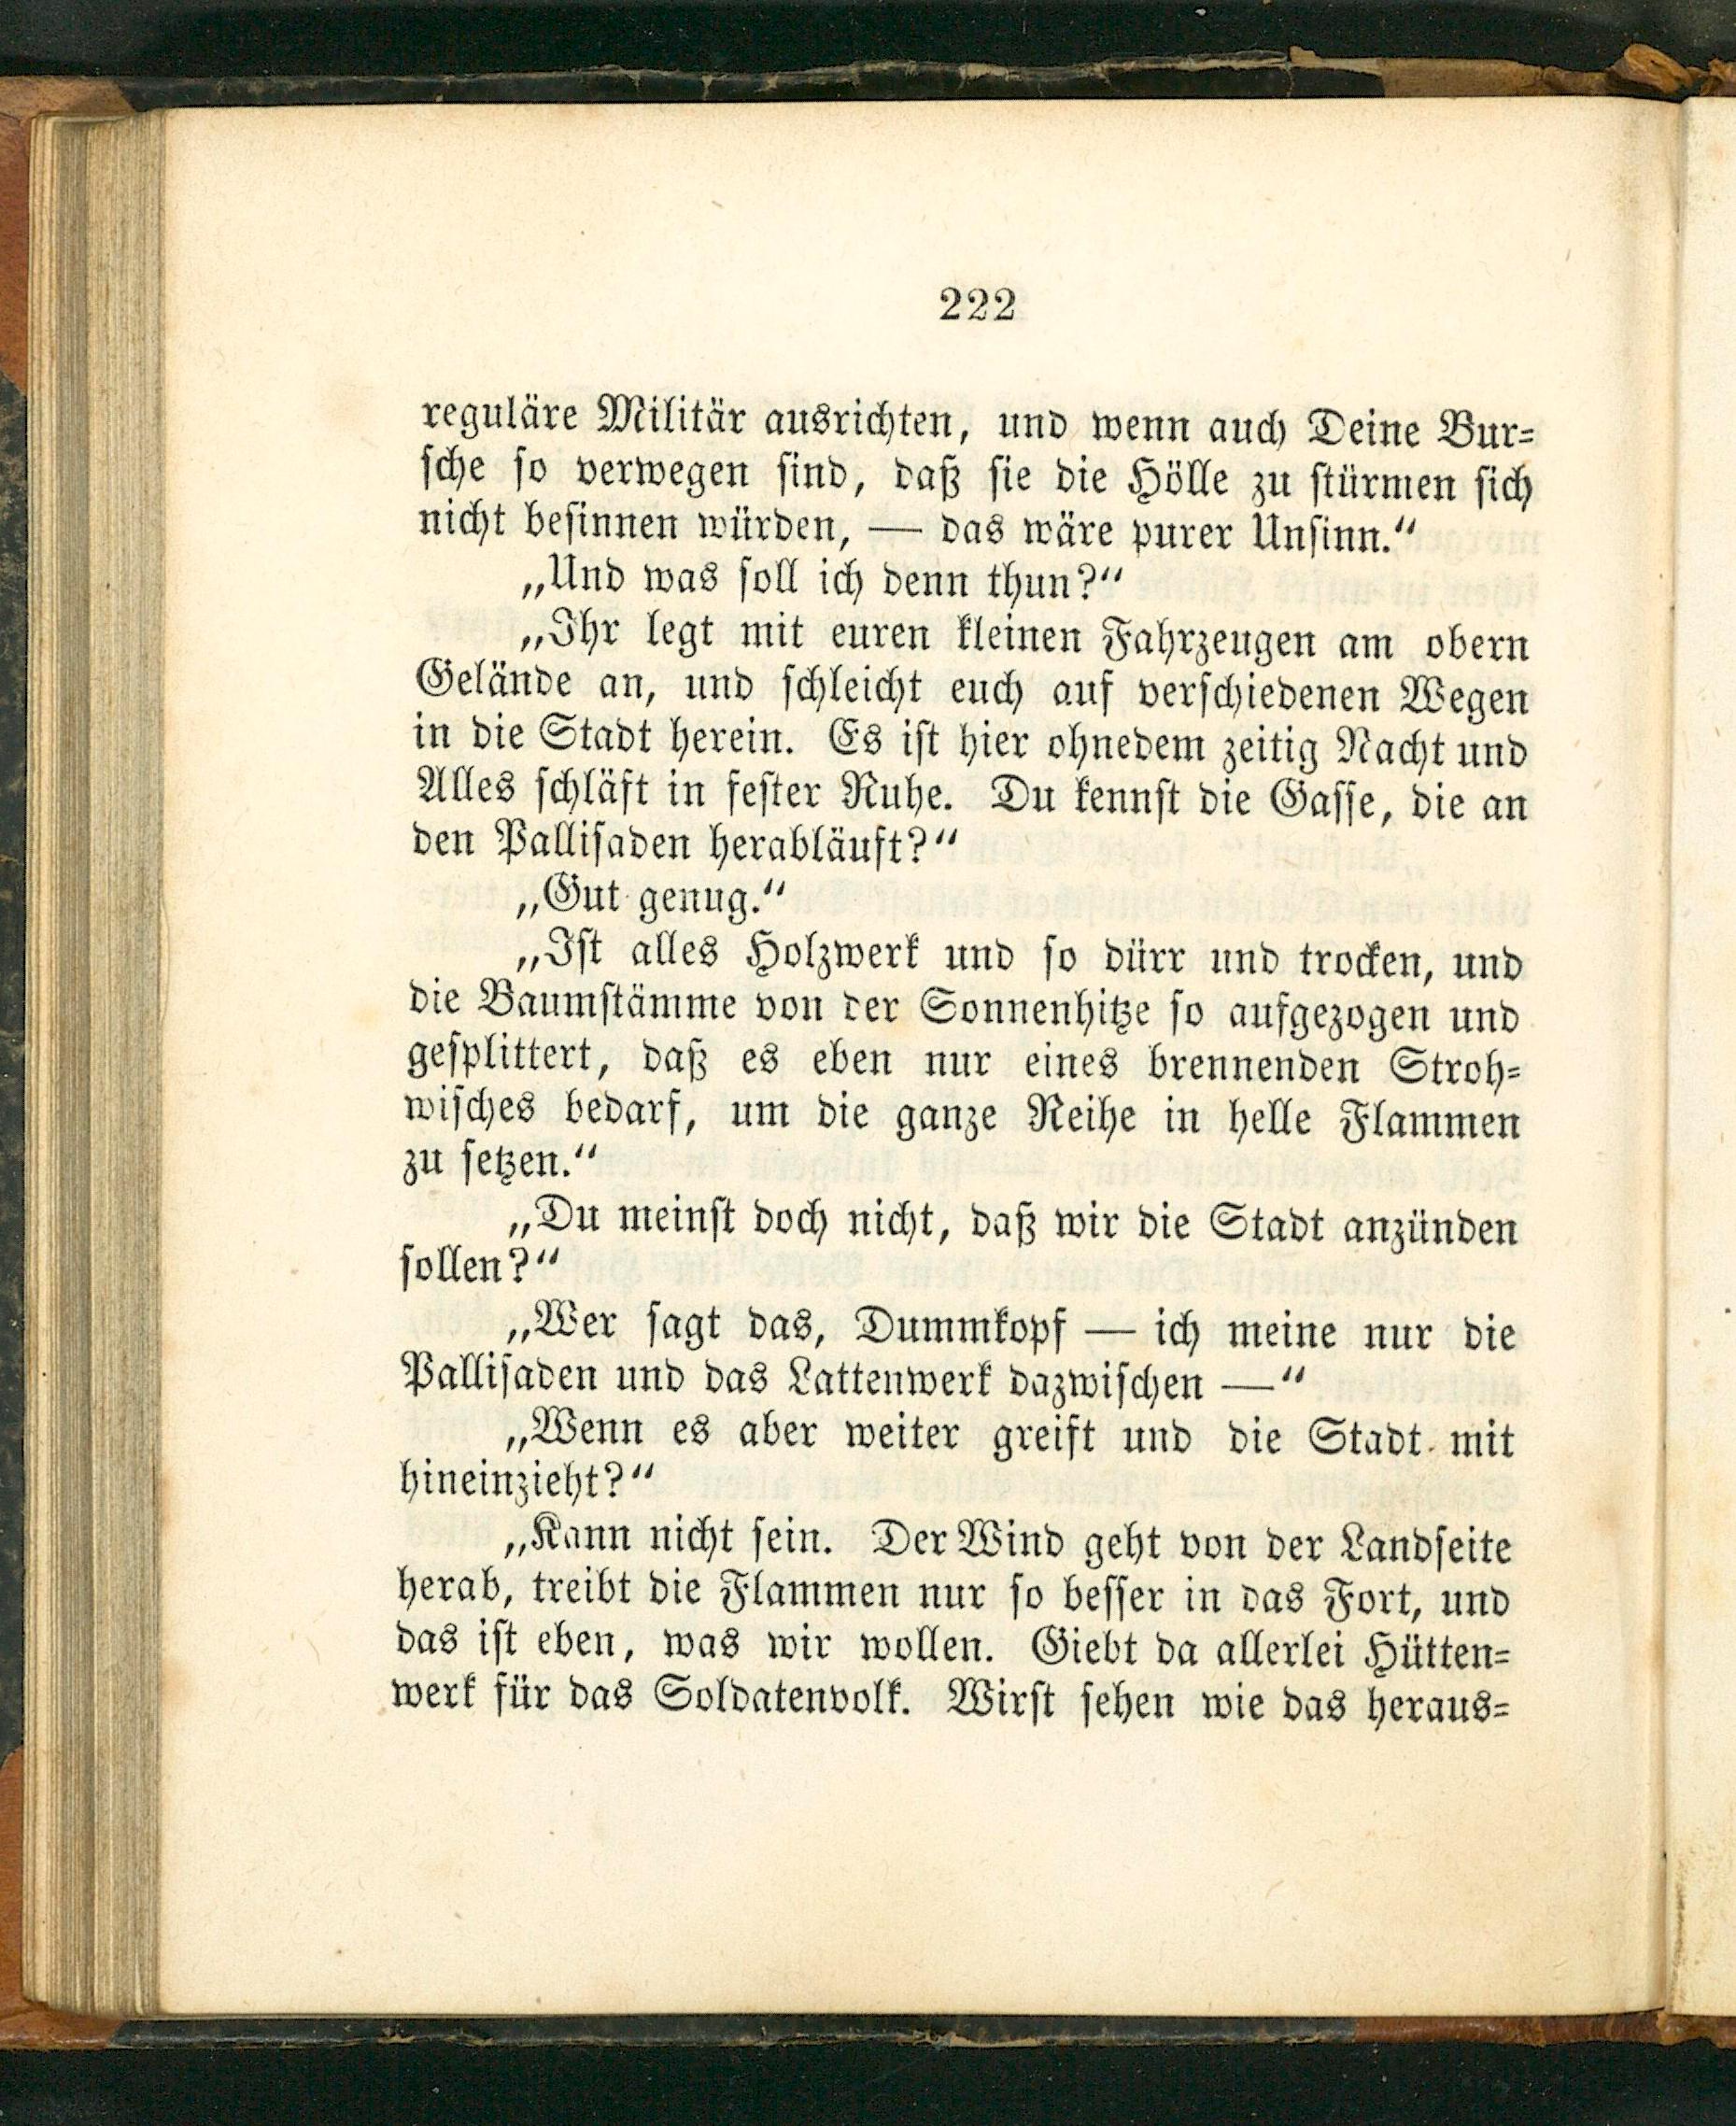 222
reguläre Militär ausrichten, und wenn auch Deine Bur-
sche so verwegen sind, daß sie die Hölle zu stürmen sich
nicht besinnen würden, — das wäre purer Unsinn.“
„Und was soll ich denn thun?“
„Ihr legt mit euren kleinen Fahrzeugen am obern
Gelände an, und schleicht euch auf verschiedenen Wegen
in die Stadt herein. Es ist hier ohnedem zeitig Nacht und
Alles schläft in fester Ruhe. Du kennst die Gasse, die an
den Pallisaden herabläuft?“
„Gut genug.“
„Ist alles Holzwerk und so dürr und trocken, und
die Baumstämme von der Sonnenhitze so aufgezogen und
gesplittert, daß es eben nur eines brennenden Stroh-
wisches bedarf, um die ganze Reihe in helle Flammen
zu setzen.“
„Du meinst doch nicht, daß wir die Stadt anzünden
sollen?“
„Wer sagt das, Dummkopf — ich meine nur die
Pallisaden und das Lattenwerk dazwischen —“
„Wenn es aber weiter greift und die Stadt mit
hineinzieht?“
„Kann nicht sein. Der Wind geht von der Landseite
herab, treibt die Flammen nur so besser in das Fort, und
das ist eben, was wir wollen. Giebt da allerlei Hütten-
werk für das Soldatenvolk. Wirst sehen wie das heraus-